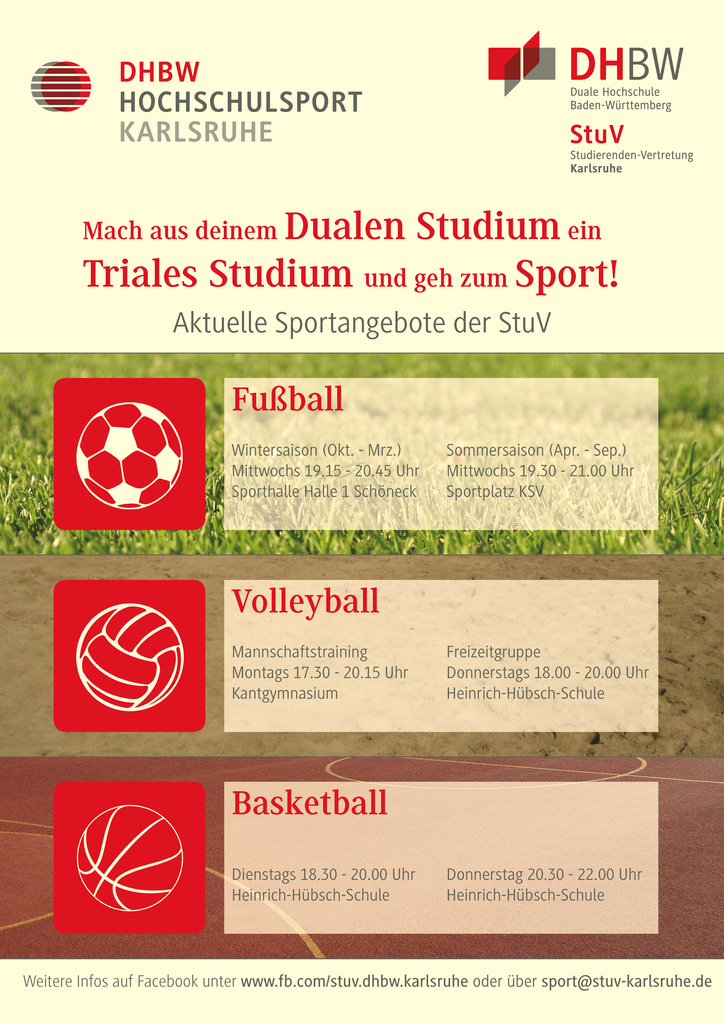 DHBW
HOCHSCHULSPORT
KARLSRUHE
DHBW
Duale Hochschule
Baden-Württemberg
StuV
Studierenden-Vertretung
Karlsruhe
Mach aus deinem Dualen Studium ein
Triales Studium und geh zum Sport!
Aktuelle Sportangebote der StuV
Fußball
Wintersaison (Okt. - Mrz.)
Mittwochs 19.15 - 20.45 Uhr
Sporthalle Halle 1 Schöneck
Sommersaison (Apr. - Sep.)
Mittwochs 19.30 - 21.00 Uhr
Sportplatz KSV
Volleyball
Mannschaftstraining
Montags 17.30 - 20.15 Uhr
Kantgymnasium
Freizeitgruppe
Donnerstags 18.00 - 20.00 Uhr
Heinrich-Hübsch-Schule
Basketball
Dienstags 18.30 - 20.00 Uhr
Heinrich-Hübsch-Schule
Donnerstag 20.30 - 22.00 Uhr
Heinrich-Hübsch-Schule
Weitere Infos auf Facebook unter www.fb.com/stuv.dhbw.karlsruhe oder über sport@stuv-karlsruhe.de